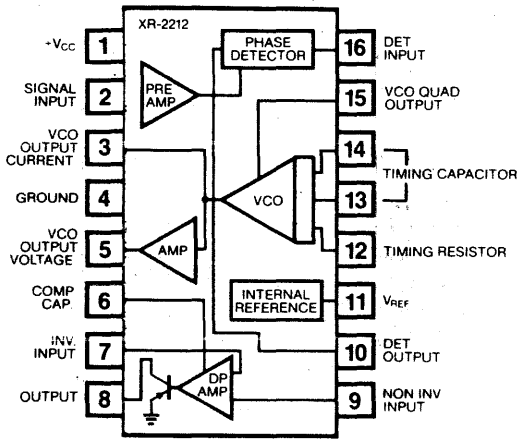 XR-2212
+VCC
1
SIGNAL
INPUT
2
VCO
OUTPUT
CURRENT
3
GROUND
4
VCO
OUTPUT
VOLTAGE
5
COMP
CAP.
6
INV.
INPUT
7
OUTPUT
8
PHASE
DETECTOR
PRE
AMP
VCO
AMP
INTERNAL
REFERENCE
OP
AMP
16
DET
INPUT
15
VCO QUAD
OUTPUT
14
TIMING CAPACITOR
13
12
TIMING RESISTOR
11
VREF
10
DET
OUTPUT
9
NON INV
INPUT